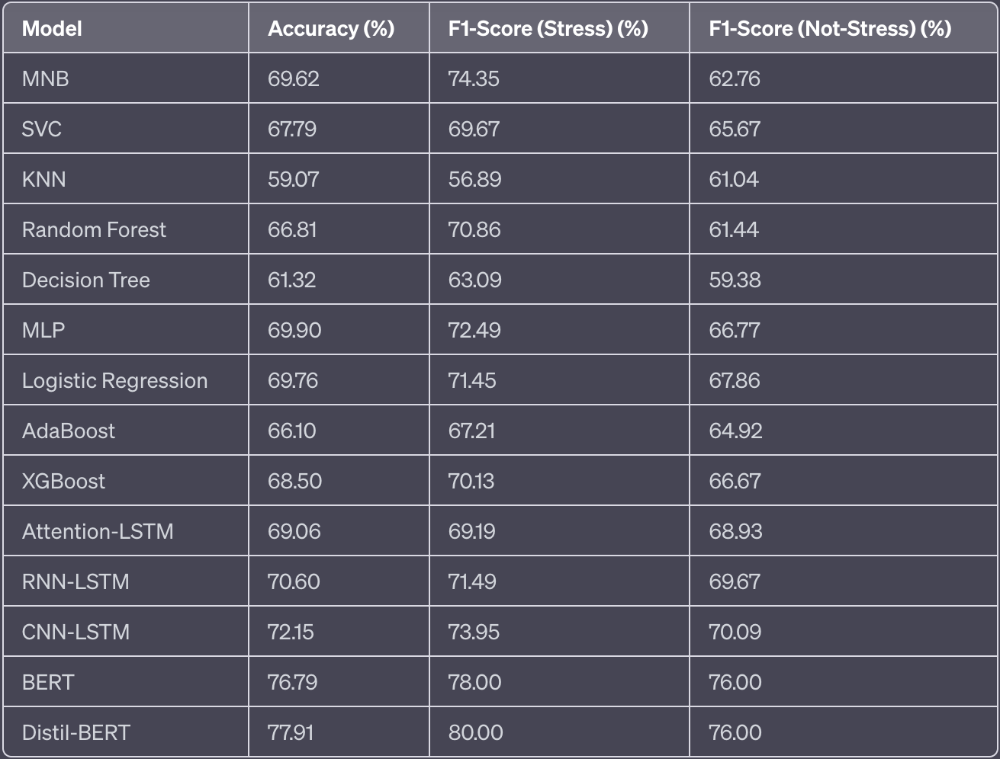 Model Accuracy (%) F1-Score (Stress) (%) F1-Score (Not-Stress) (%)
MNB 69.62 74.35 62.76
SVC 67.79 69.67 65.67
KNN 59.07 56.89 61.04
Random Forest 66.81 70.86 61.44
Decision Tree 61.32 63.09 59.38
MLP 69.90 72.49 66.77
Logistic Regression 69.76 71.45 67.86
AdaBoost 66.10 67.21 64.92
XGBoost 68.50 70.13 66.67
Attention-LSTM 69.06 69.19 68.93
RNN-LSTM 70.60 71.49 69.67
CNN-LSTM 72.15 73.95 70.09
BERT 76.79 78.00 76.00
Distil-BERT 77.91 80.00 76.00